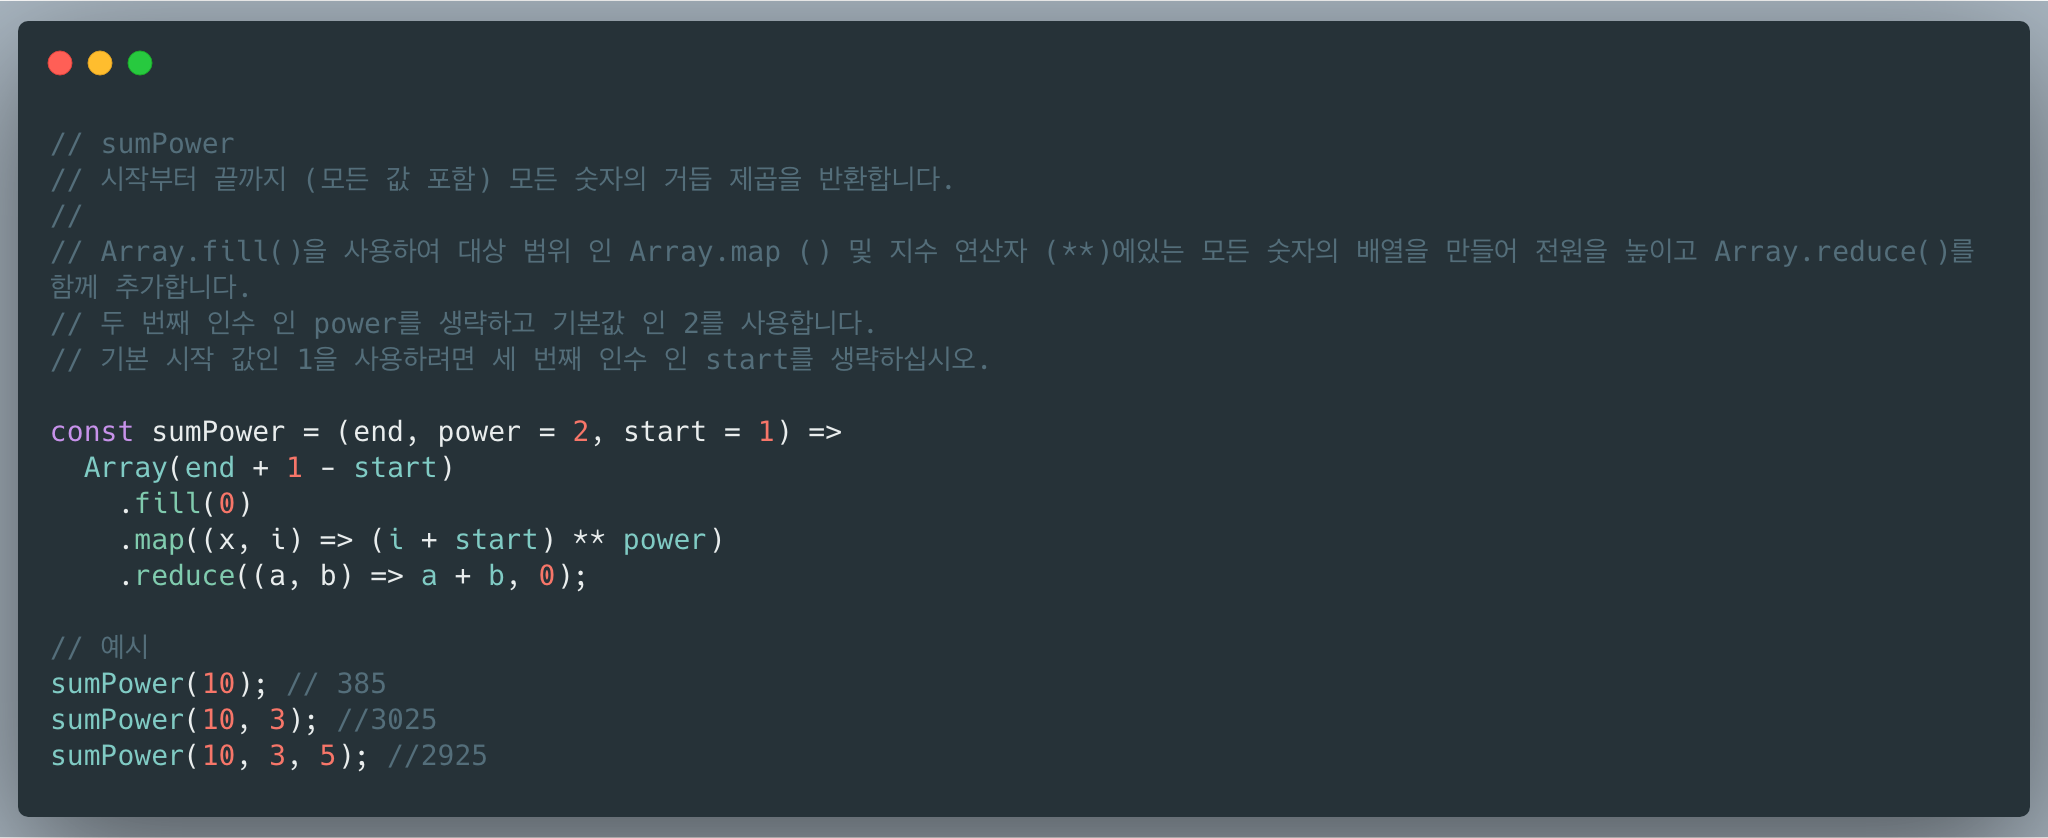 // sumPower
// 시작부터 끝까지 (모든 값 포함) 모든 숫자의 거듭 제곱을 반환합니다.
//
// Array.fill()을 사용하여 대상 범위 인 Array.map () 및 지수 연산자 (**)에있는 모든 숫자의 배열을 만들어 전원을 높이고 Array.reduce()를
함께 추가합니다.
// 두 번째 인수 인 power를 생략하고 기본값 인 2를 사용합니다.
// 기본 시작 값인 1을 사용하려면 세 번째 인수 인 start를 생략하십시오.

const sumPower = (end, power = 2, start = 1) =>
  Array(end + 1 - start)
    .fill(0)
    .map((x, i) => (i + start) ** power)
    .reduce((a, b) => a + b, 0);

// 예시
sumPower(10); // 385
sumPower(10, 3); //3025
sumPower(10, 3, 5); //2925